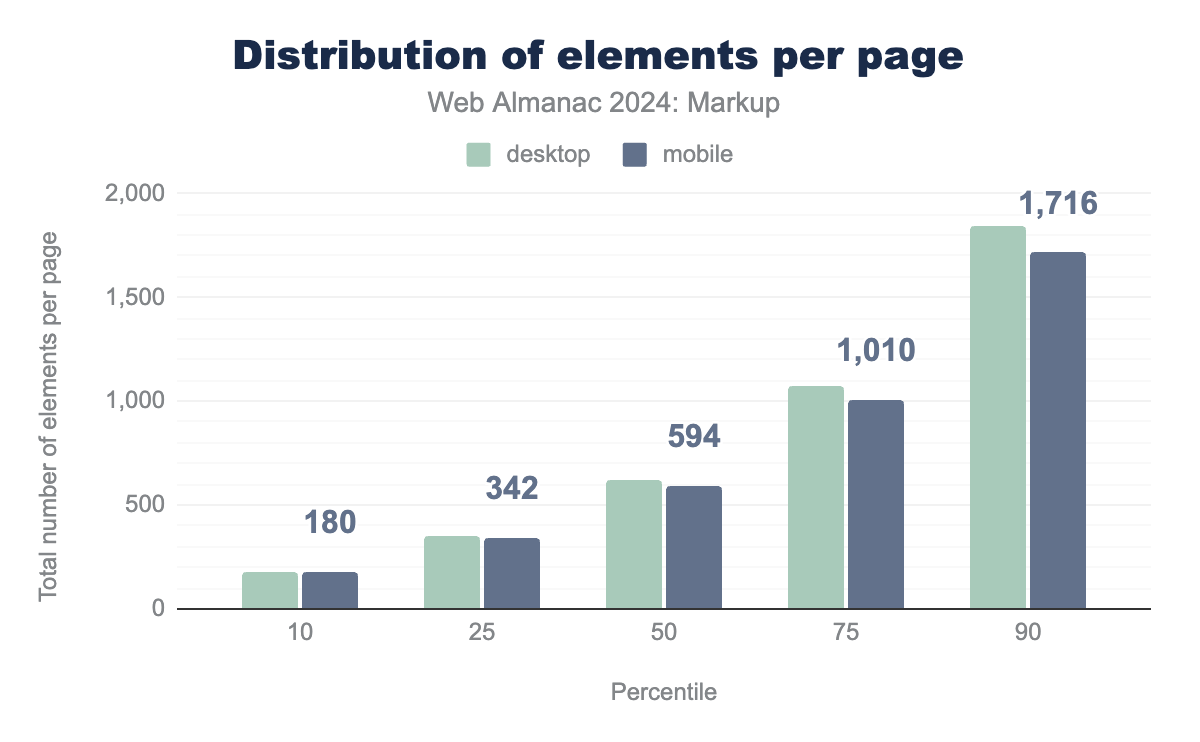 Distribution of elements per page
Web Almanac 2024: Markup
desktop
mobile
Total number of elements per page
2,000
1,500
1,000
500
0
180
342
594
1,010
1,716
10
25
50
75
90
Percentile